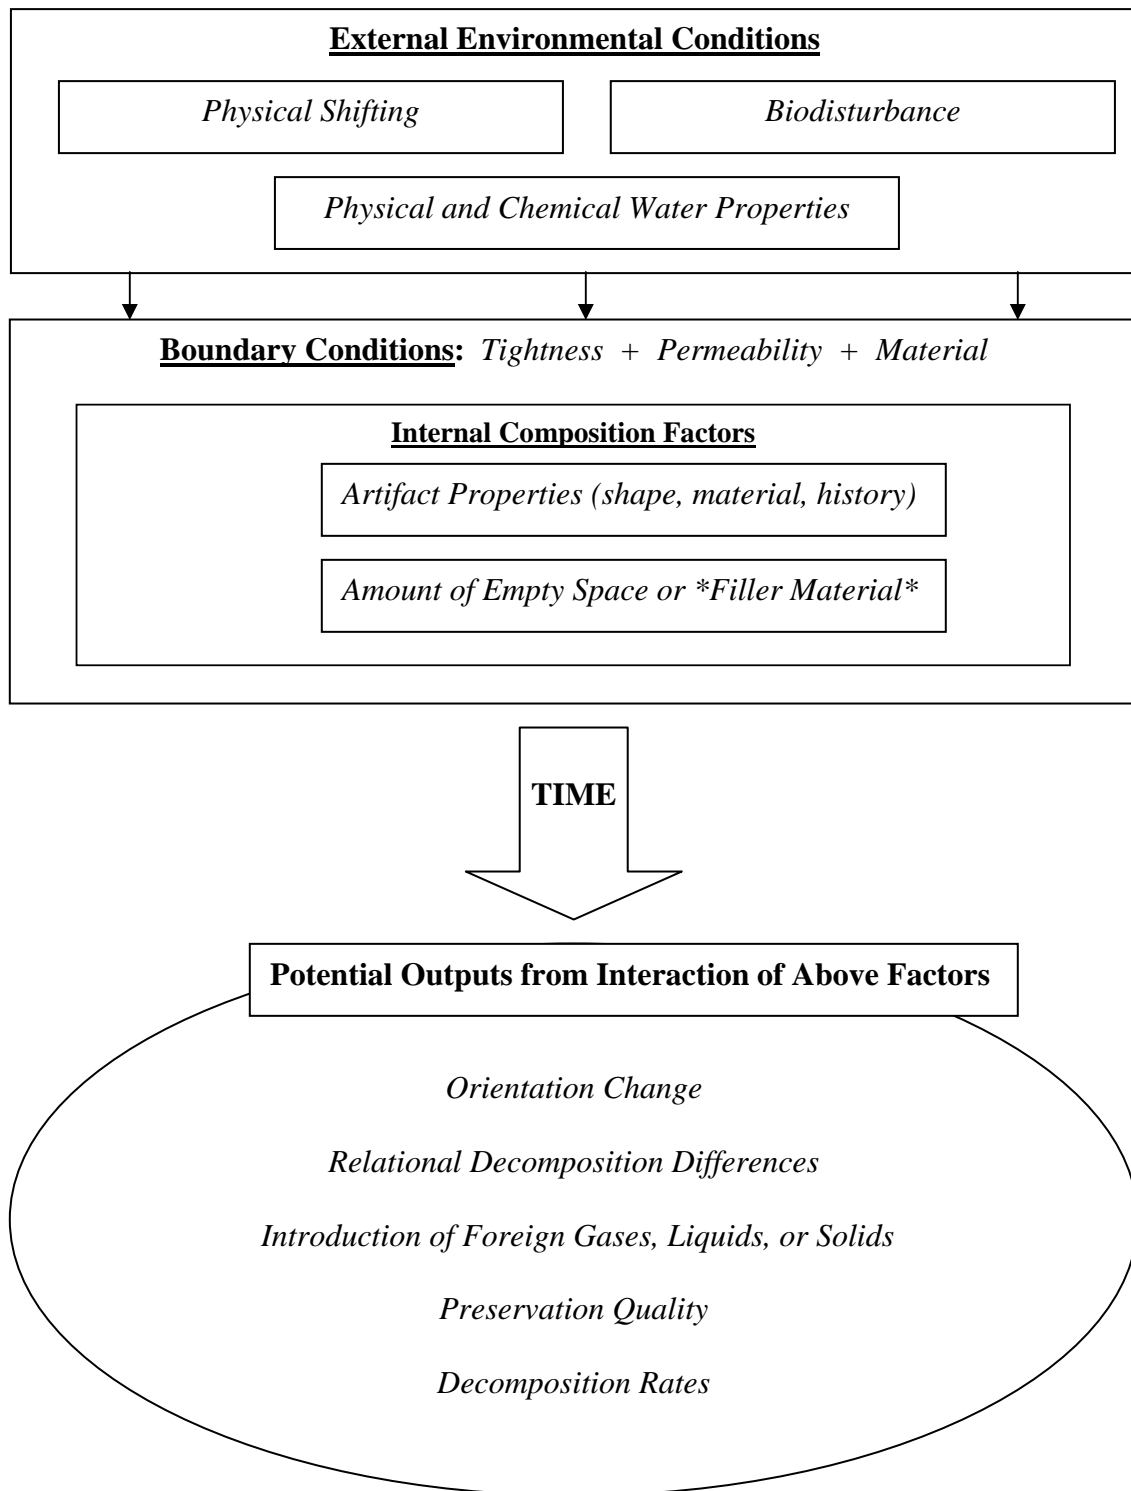 External Environmental Conditions
Physical Shifting
Biodisturbance
Physical and Chemical Water Properties
Boundary Conditions: Tightness + Permeability + Material
Internal Composition Factors
Artifact Properties (shape, material, history)
Amount of Empty Space or *Filler Material*
TIME
Potential Outputs from Interaction of Above Factors
Orientation Change
Relational Decomposition Differences
Introduction of Foreign Gases, Liquids, or Solids
Preservation Quality
Decomposition Rates